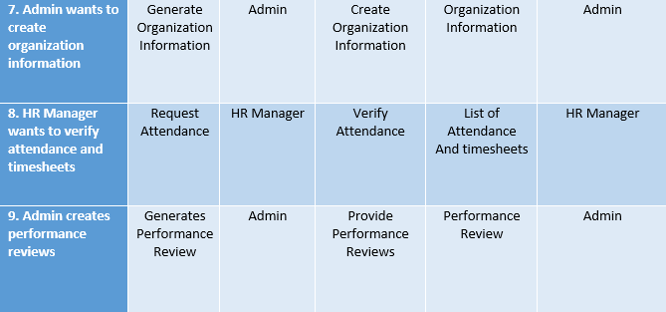 7. Admin wants to
create
organization
information
Generate
Organization
Information
Admin
Create
Organization
Information
Organization
Information
Admin
8. HR Manager
wants to verify
attendance and
timesheets
Request
Attendance
HR Manager
Verify
Attendance
List of
Attendance
And timesheets
HR Manager
9. Admin creates
performance
reviews
Generates
Performance
Review
Admin
Provide
Performance
Reviews
Performance
Review
Admin